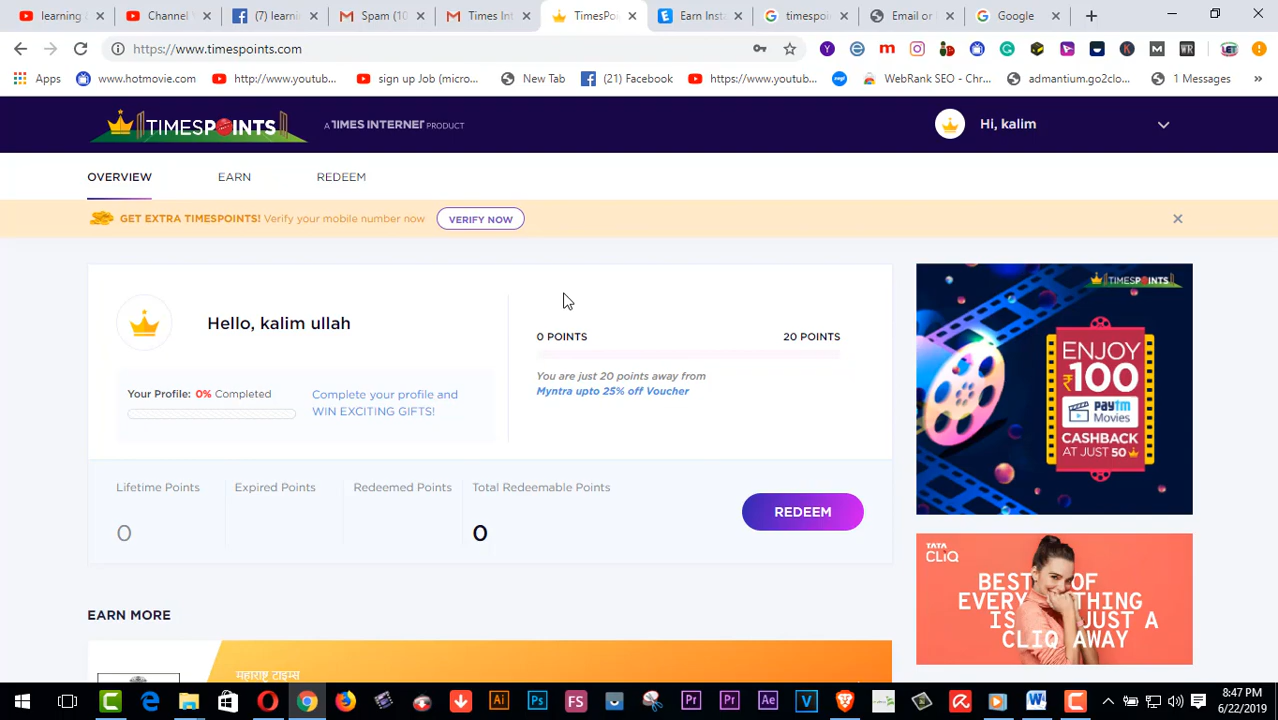 learning
Channel
(7) learni
Spam (10
Times Int
TimesPo
Earn Insta
timespoi
Email or
Google
https://www.timespoints.com
Apps
www.hotmovie.com
http://www.youtub...
sign up Job (micro...
New Tab
(21) Facebook
https://www.youtub...
WebRank SEO - Chr...
admantium.go2clo...
1 Messages
TIMESPOINTS
A TIMES INTERNET PRODUCT
Hi, kalim
OVERVIEW
EARN
REDEEM
GET EXTRA TIMESPOINTS! Verify your mobile number now
VERIFY NOW
Hello, kalim ullah
Your Profile: 0% Completed
Complete your profile and
WIN EXCITING GIFTS!
0 POINTS
20 POINTS
You are just 20 points away from
Myntra upto 25% off Voucher
Lifetime Points
Expired Points
Redeemed Points
Total Redeemable Points
0
0
REDEEM
TIMESPOINTS
ENJOY
₹100
paytm
Movies
CASHBACK
AT JUST 50
TATA
CLiQ
BEST OF
EVERYTHING
IS JUST A
CLIQ AWAY
EARN MORE
महाराष्ट्र टाइम्स
8:47 PM
6/22/2019